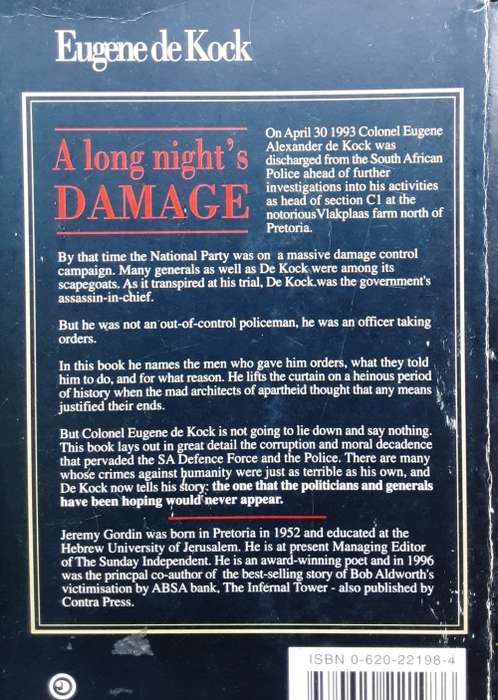 Eugene de Kock
A long night's
DAMAGE
On April 30 1993 Colonel Eugene
Alexander de Kock was
discharged from the South African
Police ahead of further
investigations into his activities
as head of section C1 at the
notoriousVlakplaas farm north of
Pretoria.
By that time the National Party was on a massive damage control
campaign. Many generals as well as De Kock were among its
scapegoats. As it transpired at his trial, De Kock was the government's
assassin-in-chief.
But he was not an out-of-control policeman, he was an officer taking
orders.
In this book he names the men who gave him orders, what they told
him to do, and for what reason. He lifts the curtain on a heinous period
of history when the mad architects of apartheid thought that any means
justified their ends.
But Colonel Eugene de Kock is not going to lie down and say nothing.
This book lays out in great detail the corruption and moral decadence
that pervaded the SA Defence Force and the Police. There are many
whose crimes against humanity were just as terrible as his own, and
De Kock now tells his story: the one that the politicians and generals
have been hoping would never appear.
Jeremy Gordin was born in Pretoria in 1952 and educated at the
Hebrew University of Jerusalem. He is at present Managing Editor
of The Sunday Independent. He is an award-winning poet and in 1996
was the princpal co-author of the best-selling story of Bob Aldworth's
victimisation by ABSA bank, The Infernal Tower - also published by
Contra Press.
ISBN 0-620-22198-4